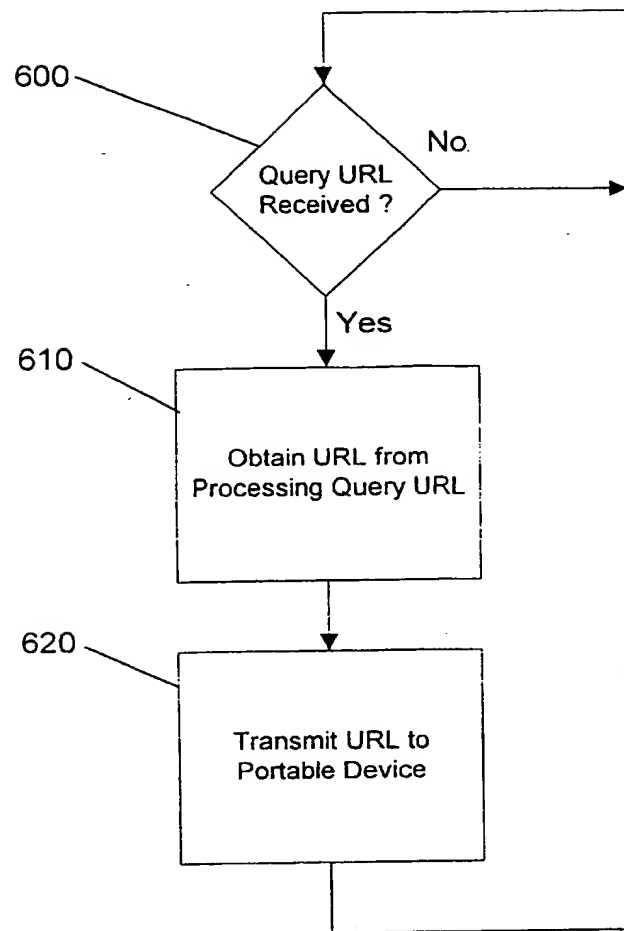 600
No
Query URL
Received ?
Yes
610
Obtain URL from
Processing Query URL
620
Transmit URL to
Portable Device